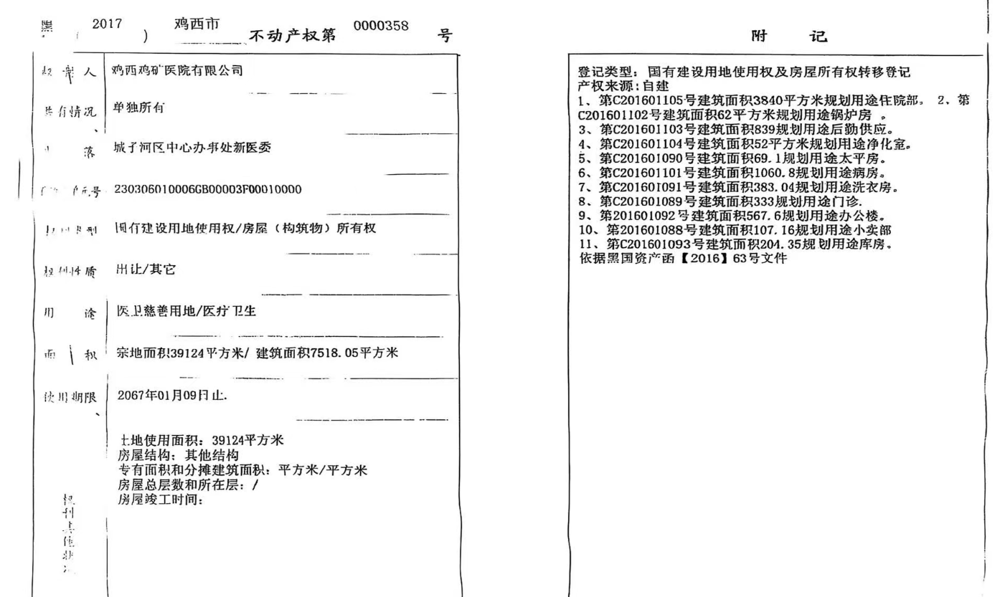 黑 ( 2017 ) 鸡西市 不动产权第 0000358 号
权利人 鸡西鸡矿医院有限公司
共有情况 单独所有
坐落 城子河区中心办事处新医委
单元号 230306010006GB00003F00010000
权利类型 国有建设用地使用权/房屋（构筑物）所有权
权利性质 出让/其它
用途 医卫慈善用地/医疗卫生
面积 宗地面积39124平方米/ 建筑面积7518.05平方米
使用期限 2067年01月09日止.
权利其他状况
土地使用面积：39124平方米
房屋结构：其他结构
专有面积和分摊建筑面积：平方米/平方米
房屋总层数和所在层：/
房屋竣工时间：
附记
登记类型：国有建设用地使用权及房屋所有权转移登记
产权来源:自建
1、第C201601105号建筑面积3840平方米规划用途住院部。 2、第
C201601102号建筑面积62平方米规划用途锅炉房 。
3、第C201601103号建筑面积839规划用途后勤供应。
4、第C201601104号建筑面积52平方米规划用途净化室。
5、第C201601090号建筑面积69.1规划用途太平房。
6、第C201601101号建筑面积1060.8规划用途病房。
7、第C201601091号建筑面积383.04规划用途洗衣房。
8、第C201601089号建筑面积333规划用途门诊.
9、第201601092号建筑面积567.6规划用途办公楼。
10、第201601088号建筑面积107.16规划用途小卖部
11、第C201601093号建筑面积204.35规划用途库房。
依据黑国资产函【2016】63号文件